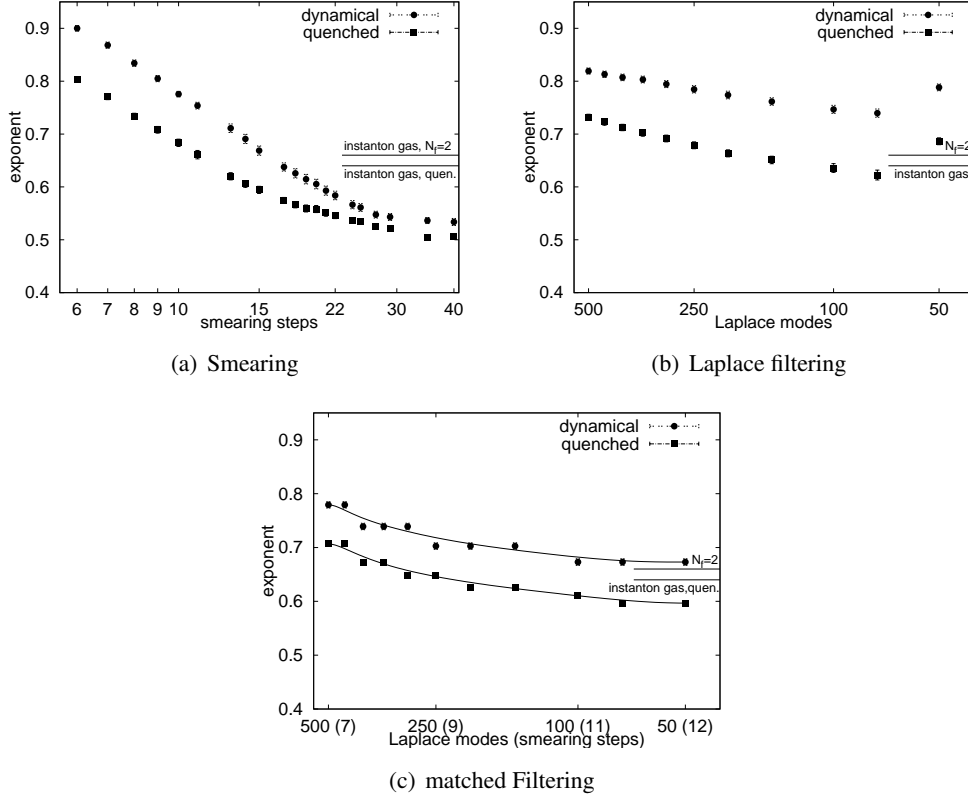 dynamical
quenched
0.9
0.8
0.7
0.6
0.5
0.4
exponent
instanton gas, N_f=2
instanton gas, quen.
6 7 8 9 10 15 22 30 40
smearing steps
(a) Smearing
dynamical
quenched
0.9
0.8
0.7
0.6
0.5
0.4
exponent
N_f=2
instanton gas
500 250 100 50
Laplace modes
(b) Laplace filtering
dynamical
quenched
0.9
0.8
0.7
0.6
0.5
0.4
exponent
N_f=2
instanton gas,quen.
500 (7) 250 (9) 100 (11) 50 (12)
Laplace modes (smearing steps)
(c) matched Filtering